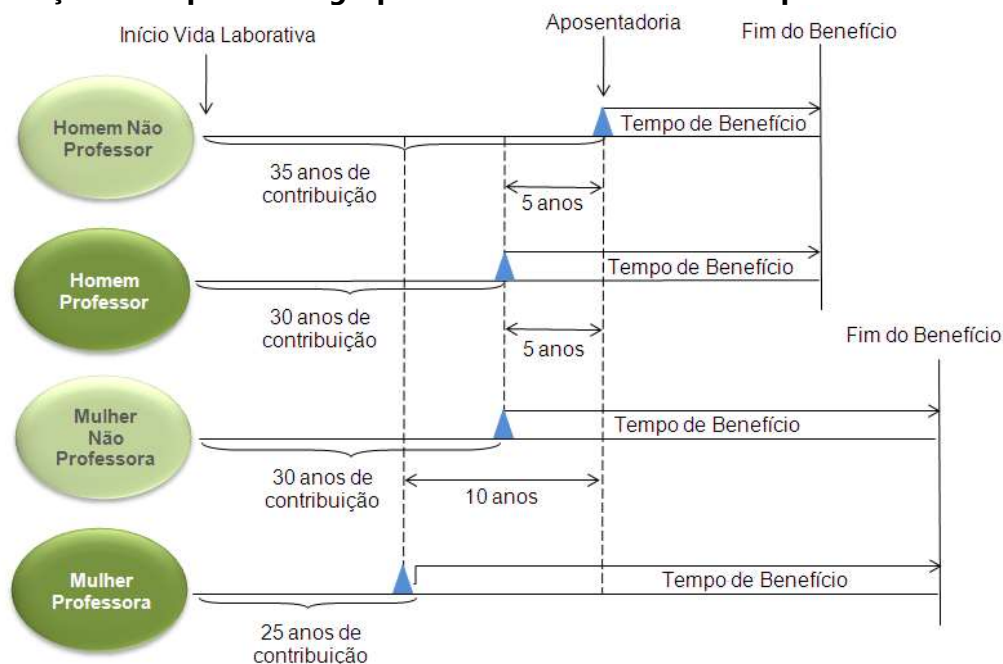 Início Vida Laborativa
Aposentadoria
Fim do Benefício
Homem Não
Professor
Tempo de Benefício
35 anos de
contribuição
5 anos
Homem
Professor
Tempo de Benefício
30 anos de
contribuição
5 anos
Fim do Benefício
Mulher
Não
Professora
Tempo de Benefício
30 anos de
contribuição
10 anos
Mulher
Professora
Tempo de Benefício
25 anos de
contribuição